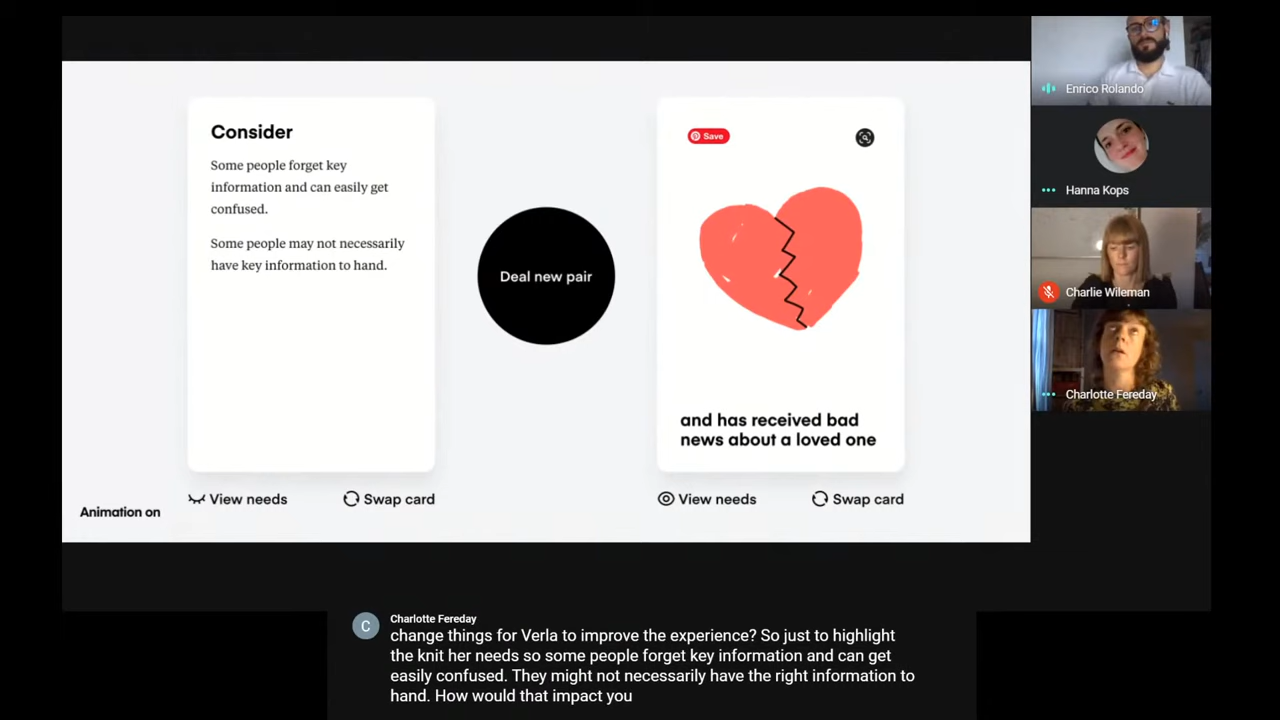 Consider
Some people forget key
information and can easily get
confused.
Some people may not necessarily
have key information to hand.
View needs
Swap card
Animation on
Deal new pair
Save
and has received bad
news about a loved one
View needs
Swap card
Enrico Rolando
Hanna Kops
Charlie Wileman
Charlotte Fereday
C
Charlotte Fereday
change things for Verla to improve the experience? So just to highlight
the knit her needs so some people forget key information and can get
easily confused. They might not necessarily have the right information to
hand. How would that impact you